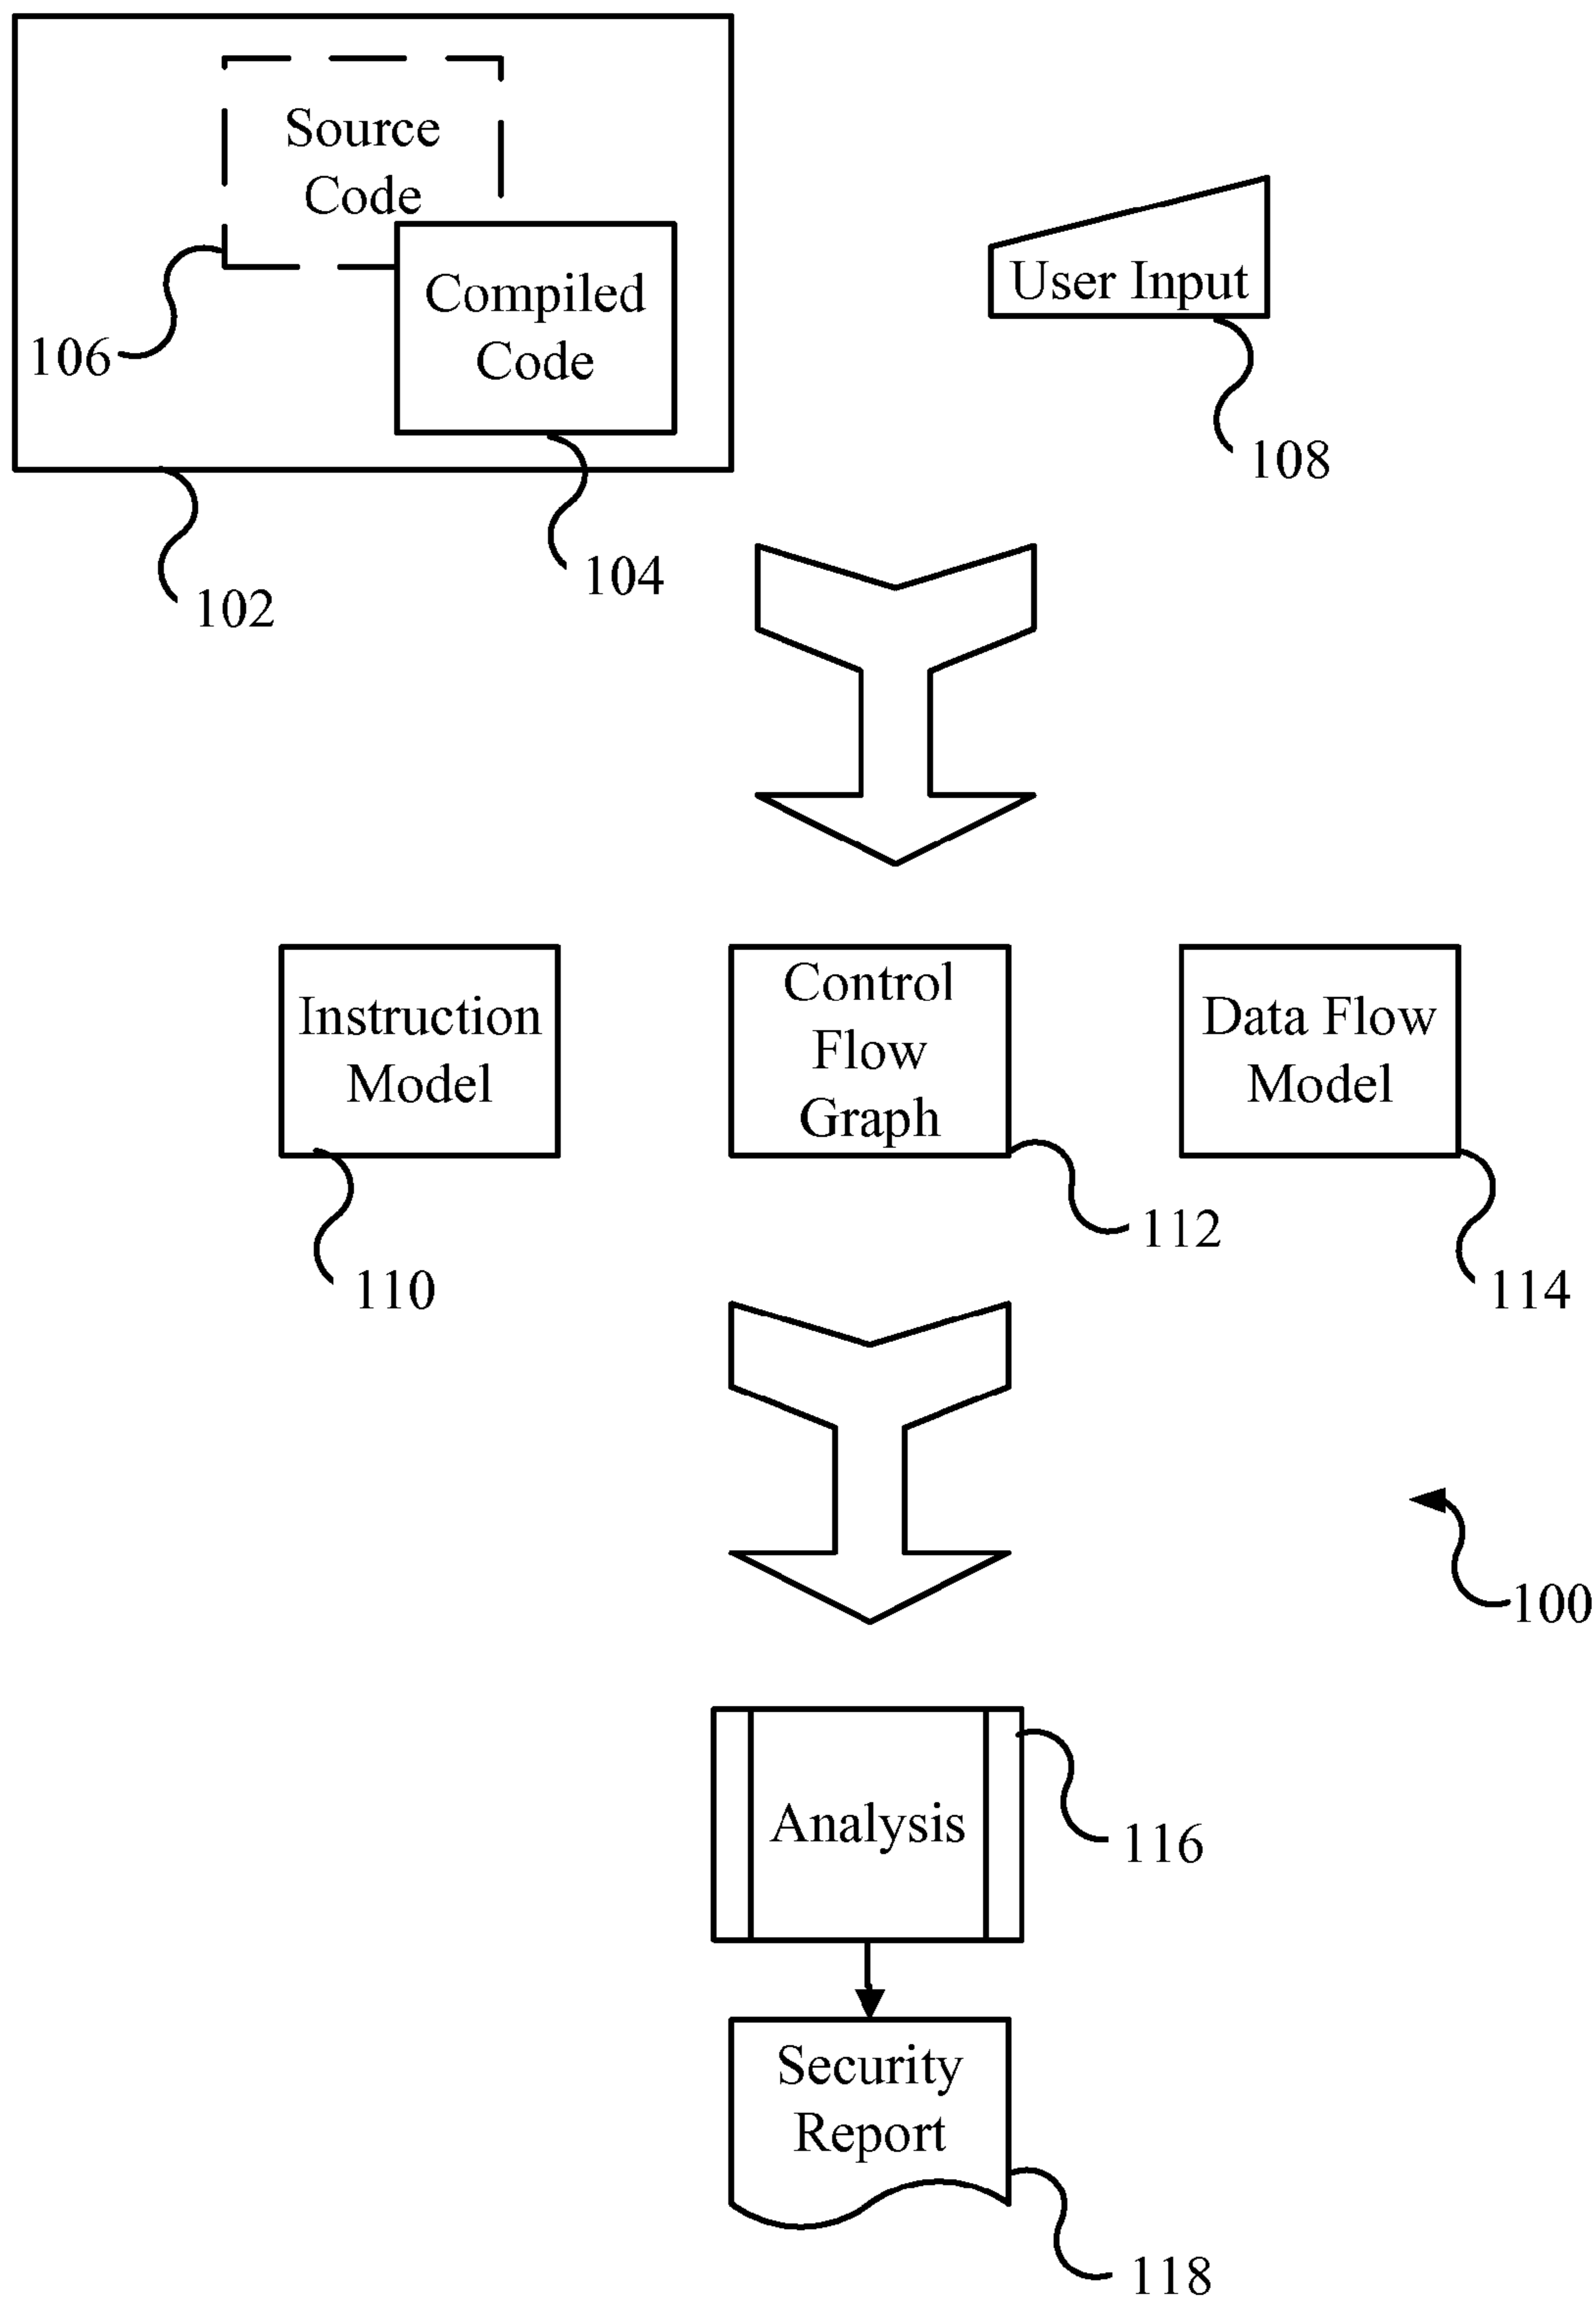 Source
Code
Compiled
Code
106
104
102
User Input
108
Instruction
Model
110
Control
Flow
Graph
112
Data Flow
Model
114
100
Analysis
116
Security
Report
118